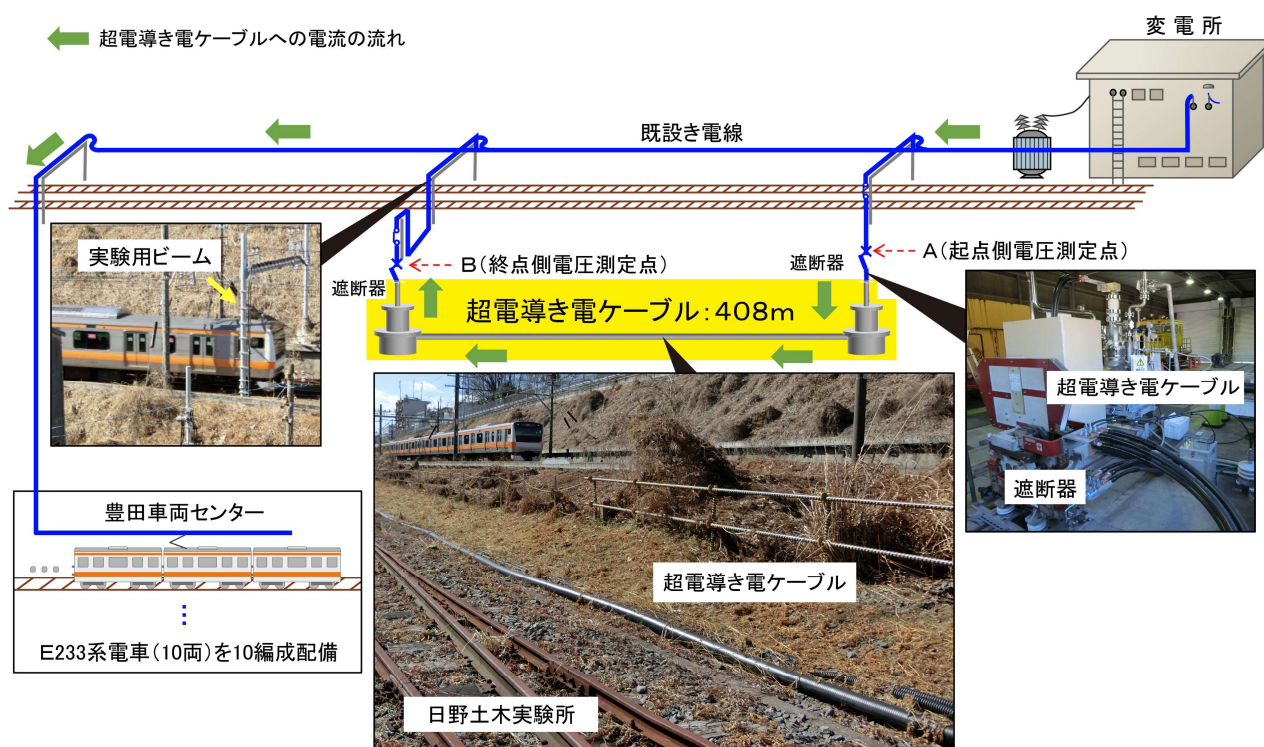 超電導き電ケーブルへの電流の流れ
変電所
既設き電線
実験用ビーム
B(終点側電圧測定点)
遮断器
遮断器
A(起点側電圧測定点)
超電導き電ケーブル:408m
超電導き電ケーブル
遮断器
豊田車両センター
E233系電車(10両)を10編成配備
超電導き電ケーブル
日野土木実験所